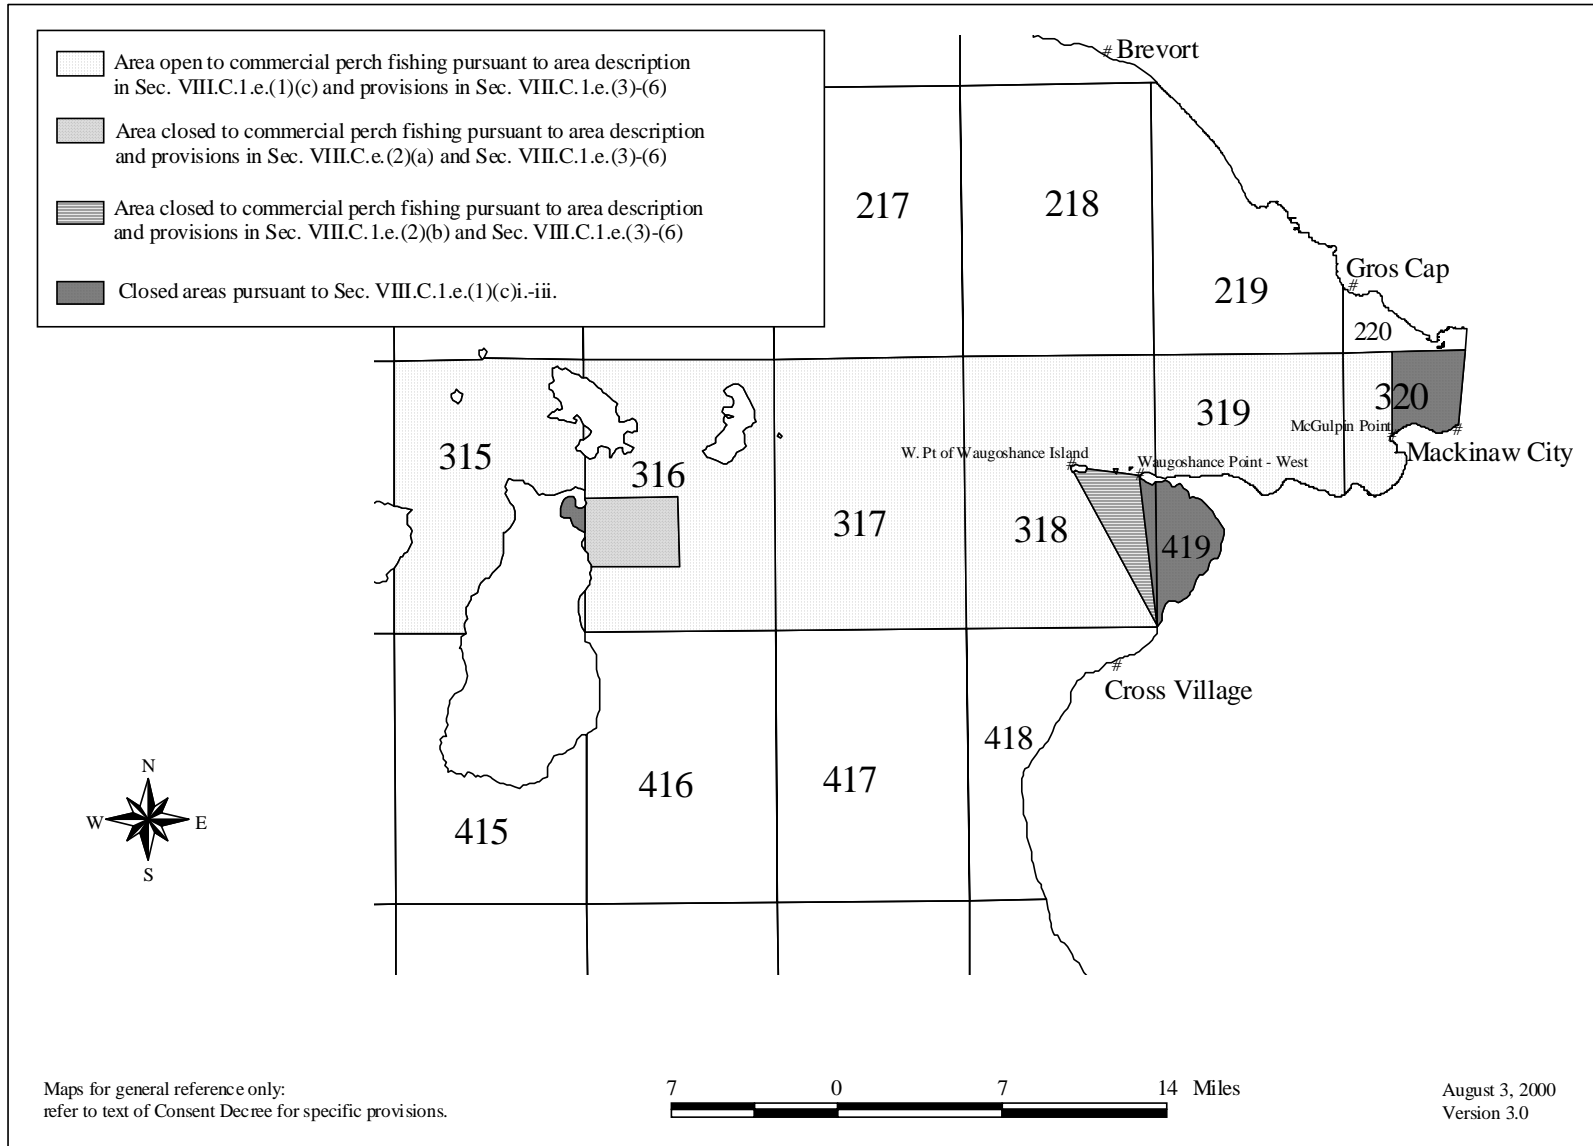 Area open to commercial perch fishing pursuant to area description
in Sec. VIII.C.1.e.(1)(c) and provisions in Sec. VIII.C.1.e.(3)-(6)
Area closed to commercial perch fishing pursuant to area description
and provisions in Sec. VIII.C.e.(2)(a) and Sec. VIII.C.1.e.(3)-(6)
Area closed to commercial perch fishing pursuant to area description
and provisions in Sec. VIII.C.1.e.(2)(b) and Sec. VIII.C.1.e.(3)-(6)
Closed areas pursuant to Sec. VIII.C.1.e.(1)(c)i.-iii.
# Brevort
217
218
219
Gros Cap
#
220
315
316
317
318
319
320
McGulpin Point
#
#
Mackinaw City
W. Pt of Waugoshance Island
#
Waugoshance Point - West
#
419
#
Cross Village
415
416
417
418
N
W
E
S
Maps for general reference only:
refer to text of Consent Decree for specific provisions.
7 0 7 14 Miles
August 3, 2000
Version 3.0